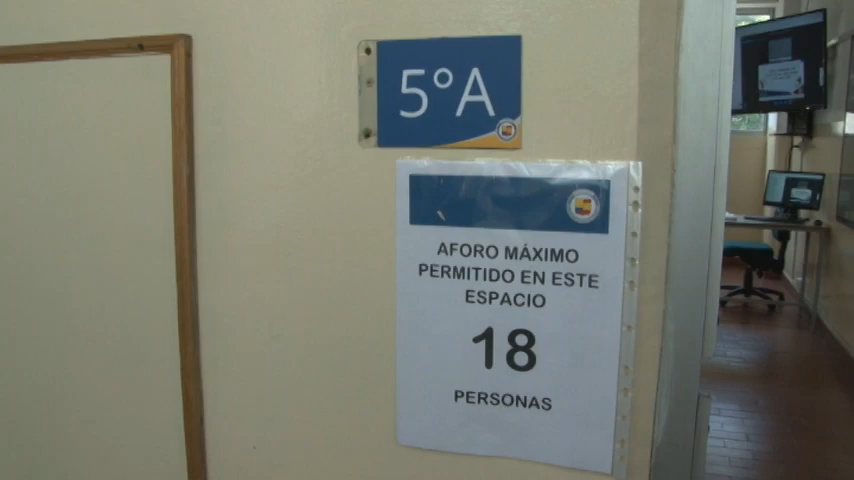 5°A
AFORO MÁXIMO
PERMITIDO EN ESTE
ESPACIO
18
PERSONAS